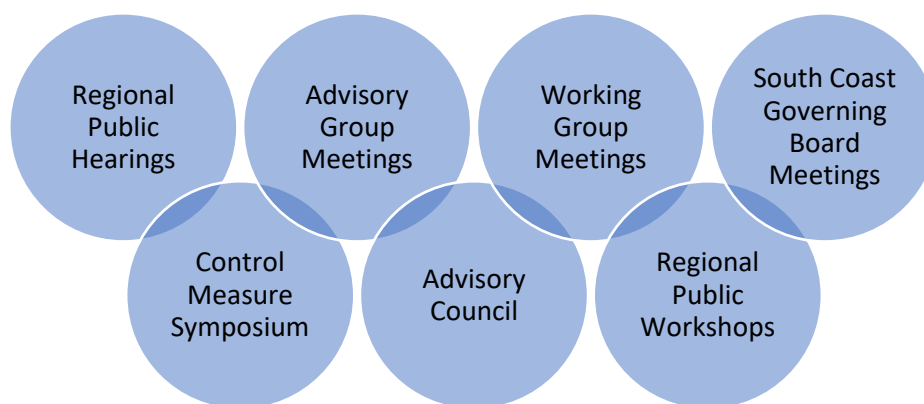 Regional
Public
Hearings
Advisory
Group
Meetings
Working
Group
Meetings
South Coast
Governing
Board
Meetings
Control
Measure
Symposium
Advisory
Council
Regional
Public
Workshops